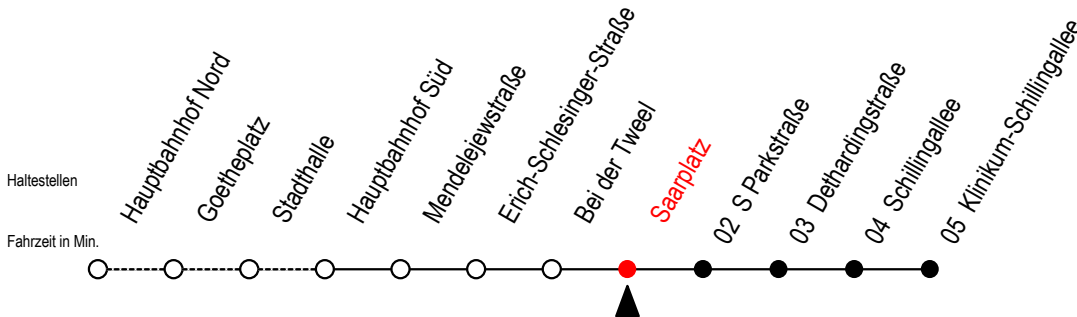 Haltestellen
Fahrzeit in Min.
Hauptbahnhof Nord
Goetheplatz
Stadthalle
Hauptbahnhof Süd
Mendelejewstraße
Erich-Schlesinger-Straße
Bei der Tweel
Saarplatz
02 S Parkstraße
03 Dethardingstraße
04 Schillingallee
05 Klinikum-Schillingallee